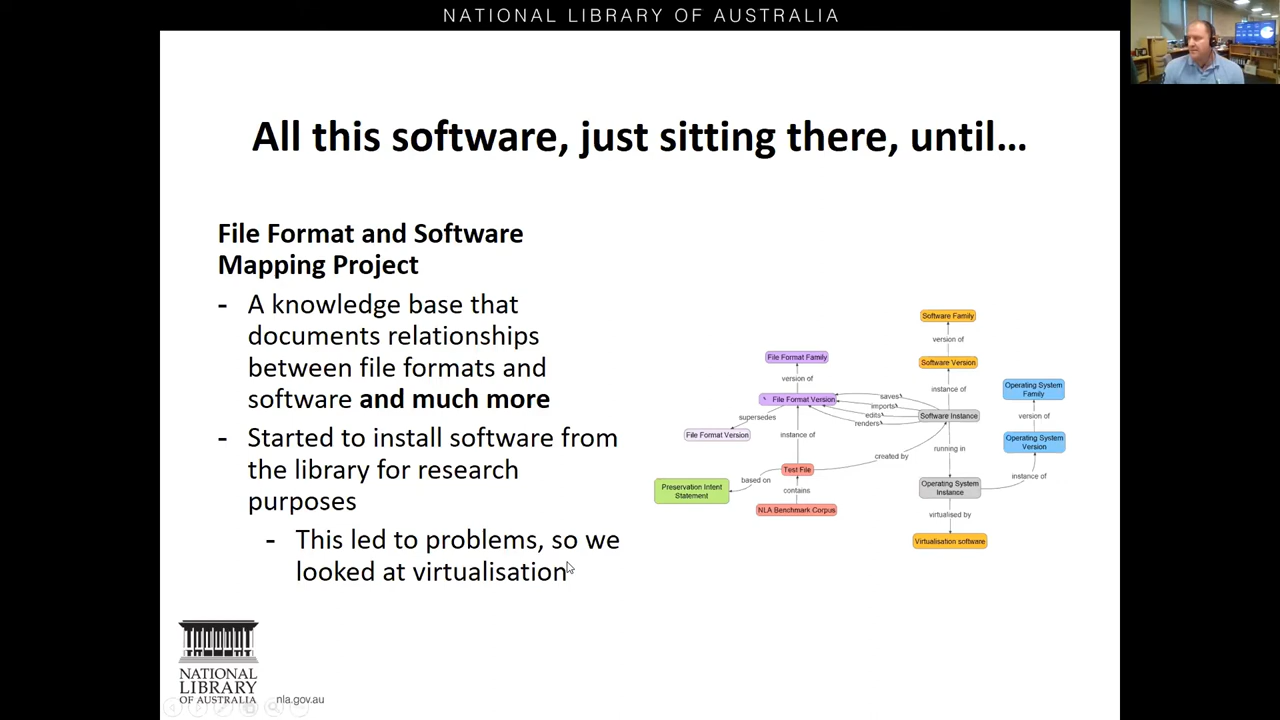 NATIONAL LIBRARY OF AUSTRALIA
All this software, just sitting there, until…
File Format and Software
Mapping Project
- A knowledge base that
documents relationships
between file formats and
software and much more
- Started to install software from
the library for research
purposes
- This led to problems, so we
looked at virtualisation
Software Family
version of
Software Version
instance of
File Format Family
version of
File Format Version
supersedes
File Format Version
instance of
saves
imports
edits
renders
Software Instance
Operating System
Family
version of
Operating System
Version
instance of
running in
created by
Test File
based on
Preservation Intent
Statement
contains
NLA Benchmark Corpus
Operating System
Instance
virtualised by
Virtualisation software
NATIONAL
LIBRARY
OF AUSTRALIA
nla.gov.au